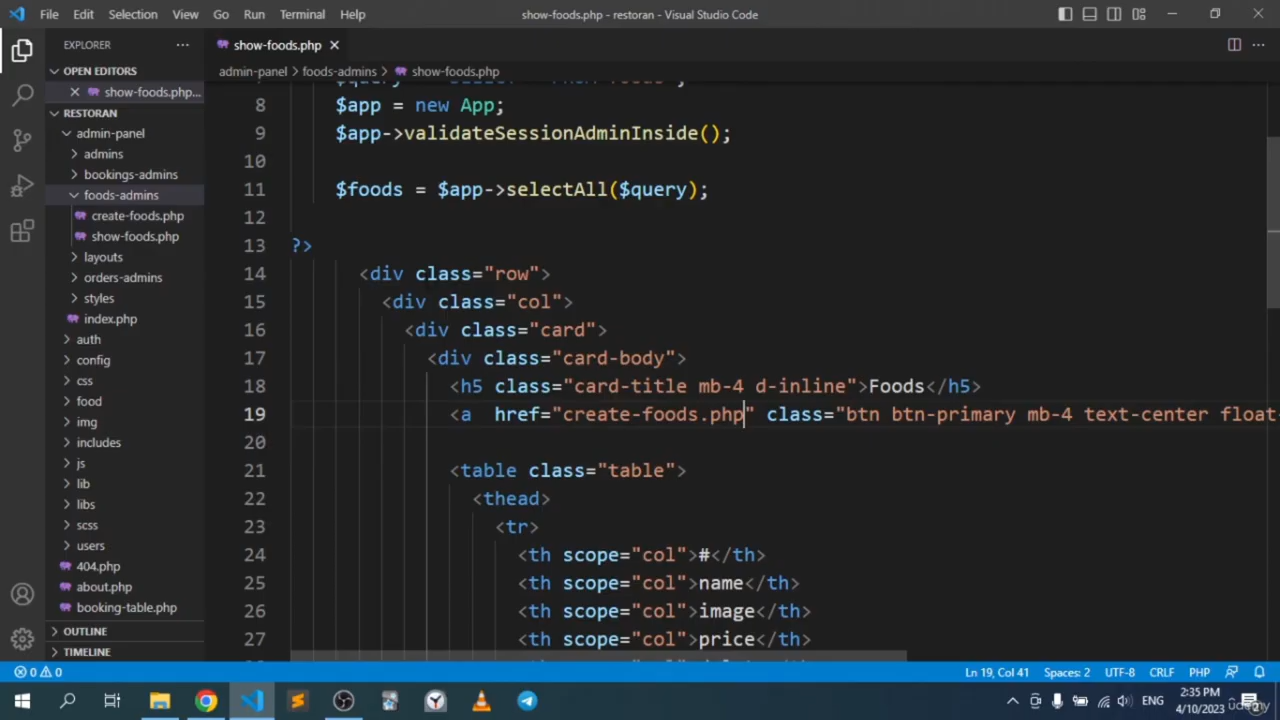 File Edit Selection View Go Run Terminal Help
show-foods.php - restoran - Visual Studio Code
EXPLORER
show-foods.php
OPEN EDITORS
show-foods.php...
admin-panel > foods-admins > show-foods.php
RESTORAN
admin-panel
admins
bookings-admins
foods-admins
create-foods.php
show-foods.php
layouts
orders-admins
styles
index.php
auth
config
css
food
img
includes
js
lib
libs
scss
users
404.php
about.php
booking-table.php
OUTLINE
TIMELINE
8 $app = new App;
9 $app->validateSessionAdminInside();
10
11 $foods = $app->selectAll($query);
12
13 ?>
14 <div class="row">
15 <div class="col">
16 <div class="card">
17 <div class="card-body">
18 <h5 class="card-title mb-4 d-inline">Foods</h5>
19 <a  href="create-foods.php" class="btn btn-primary mb-4 text-center float
20
21 <table class="table">
22 <thead>
23 <tr>
24 <th scope="col">#</th>
25 <th scope="col">name</th>
26 <th scope="col">image</th>
27 <th scope="col">price</th>
0 0 Ln 19, Col 41 Spaces: 2 UTF-8 CRLF PHP
ENG 2:35 PM
4/10/2023
udemy